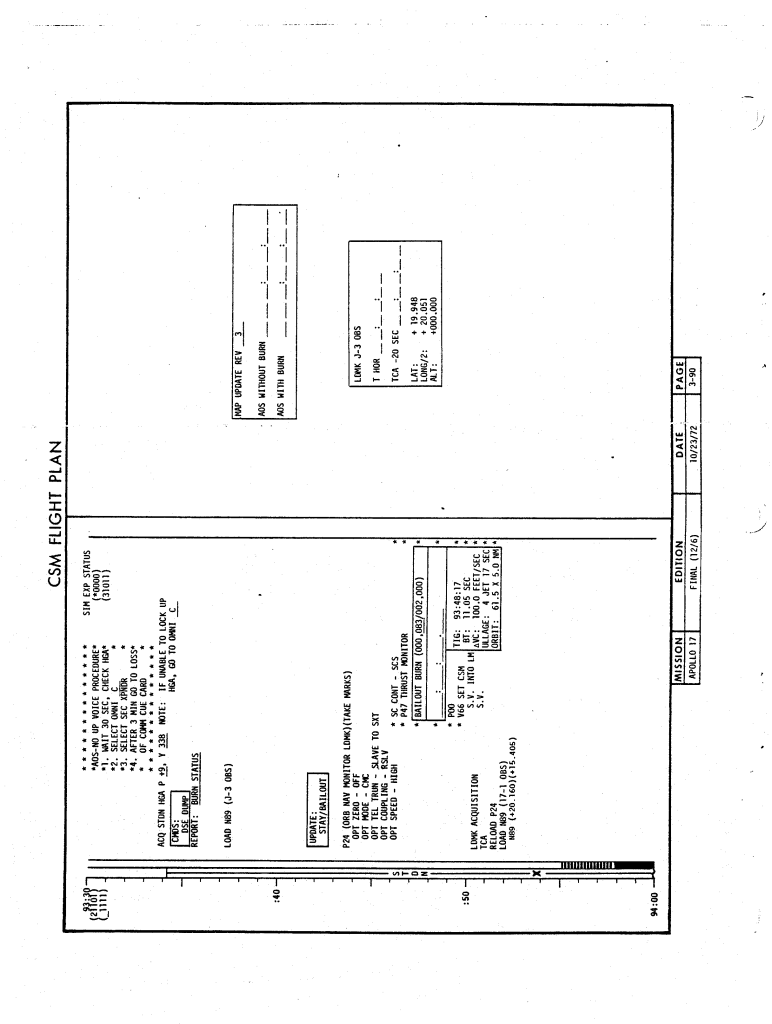 CSM FLIGHT PLAN
93:30
(21101)
(_1111)
:40
S T D N
:50
94:00
* * * * * * * * * * * * * * *
*AOS-NO UP VOICE PROCEDURE*
*1. WAIT 30 SEC, CHECK HGA*
*2. SELECT OMNI C *
*3. SELECT SEC XPNDR *
*4. AFTER 3 MIN GO TO LOSS*
* OF COMM CUE CARD *
* * * * * * * * * * * * * * *
SIM EXP STATUS
(*0000)
(31011)
ACQ STDN HGA P +9, Y 338 NOTE: IF UNABLE TO LOCK UP
HGA, GO TO OMNI C
CMDS:
DSE DUMP
REPORT: BURN STATUS
LOAD N89 (J-3 OBS)
UPDATE:
STAY/BAILOUT
P24 (ORB NAV MONITOR LDMK)(TAKE MARKS)
OPT ZERO - OFF
OPT MODE - CMC
OPT TEL TRUN - SLAVE TO SXT
OPT COUPLING - RSLV
OPT SPEED - HIGH
* SC CONT - SCS *
* P47 THRUST MONITOR *
* BAILOUT BURN (000,083/002,000) *
* : : . *
* P00 TIG: 93:48:17 *
* V66 SET CSM BT: 11.05 SEC *
S.V. INTO LM ΔVC: 100.0 FEET/SEC *
S.V. ULLAGE: 4 JET 17 SEC *
ORBIT: 61.5 X 5.0 NM *
LDMK ACQUISITION
TCA
RELOAD P24
LOAD N89 (17-1 OBS)
N89 (+20.160)(+15.405)
MAP UPDATE REV 3
AOS WITHOUT BURN ___:___:___
AOS WITH BURN ___:___:___.
LDMK J-3 OBS
T HOR ___:___:___
TCA -20 SEC ___:___:___
LAT: + 19.948
LONG/2: + 20.051
ALT: +000.000
MISSION EDITION DATE PAGE
APOLLO 17 FINAL (12/6) 10/23/72 3-90